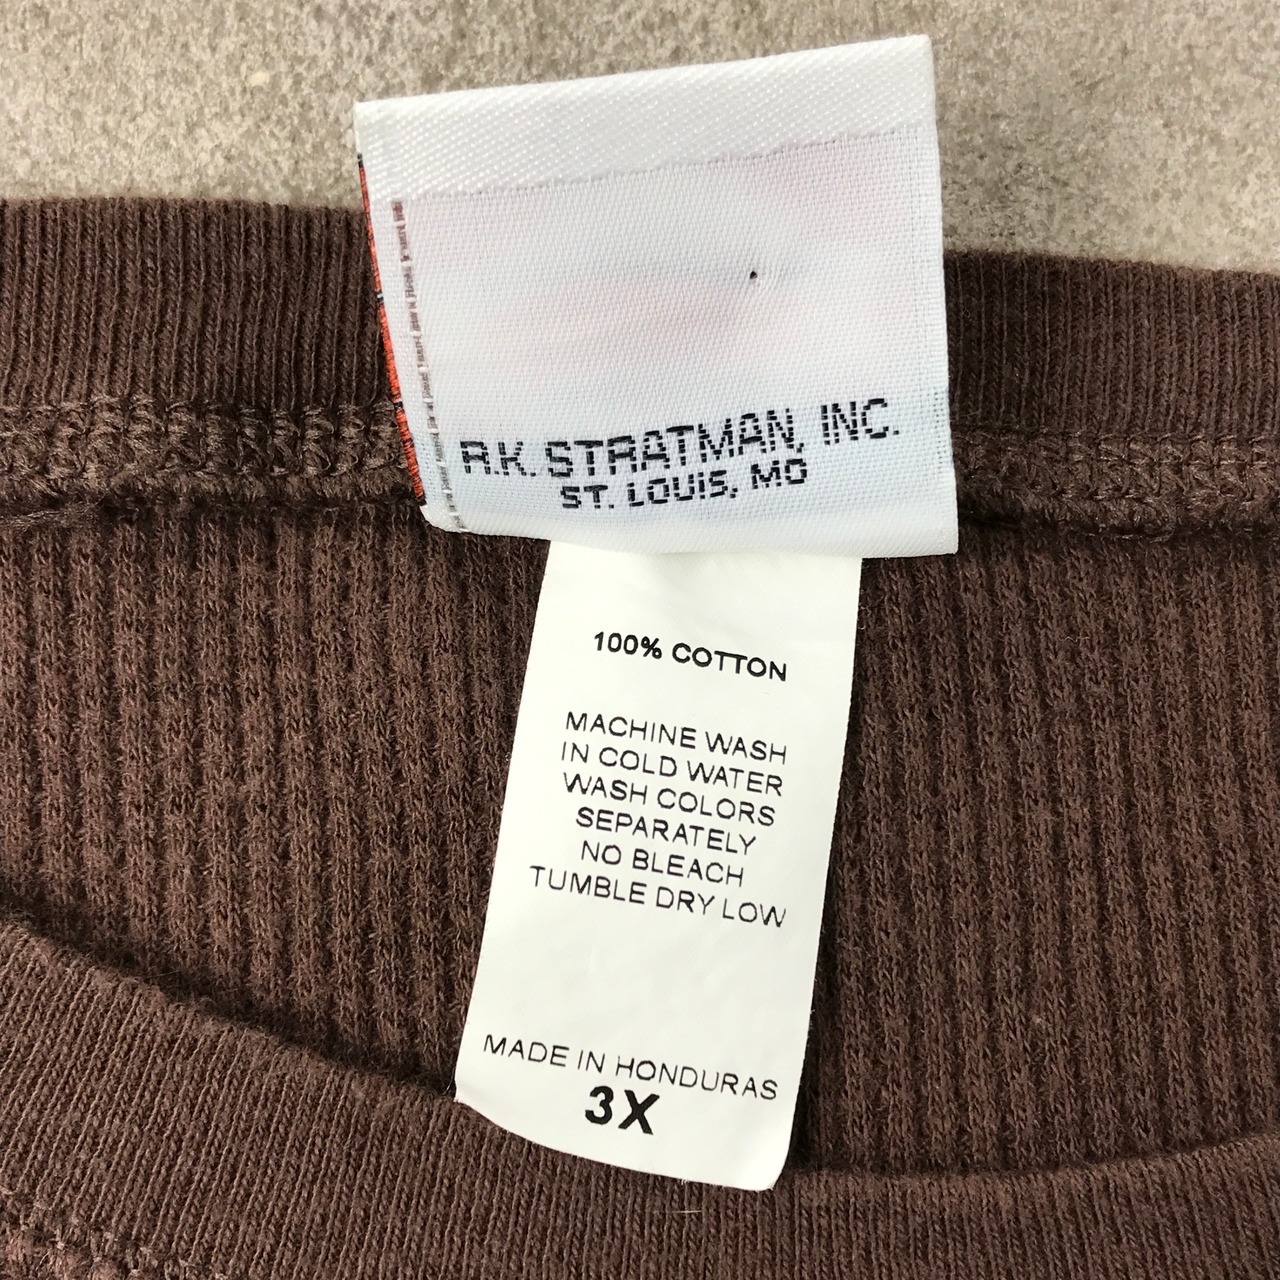 R.K. STRATMAN, INC.
ST. LOUIS, MO
100% COTTON
MACHINE WASH
IN COLD WATER
WASH COLORS
SEPARATELY
NO BLEACH
TUMBLE DRY LOW
MADE IN HONDURAS
3X